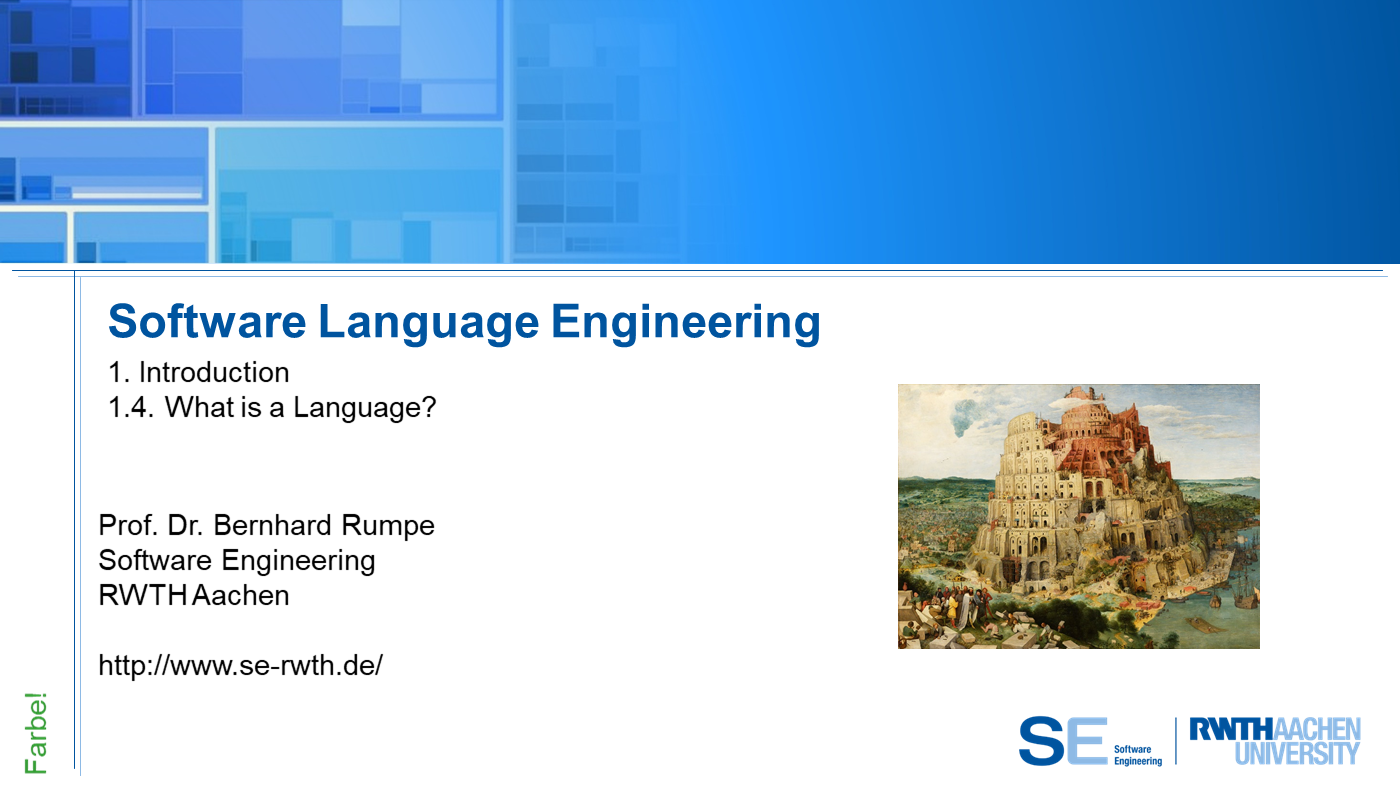 Software Language Engineering
1. Introduction
1.4. What is a Language?
Prof. Dr. Bernhard Rumpe
Software Engineering
RWTH Aachen
http://www.se-rwth.de/
Farbe!
SE Software
Engineering
RWTHAACHEN
UNIVERSITY